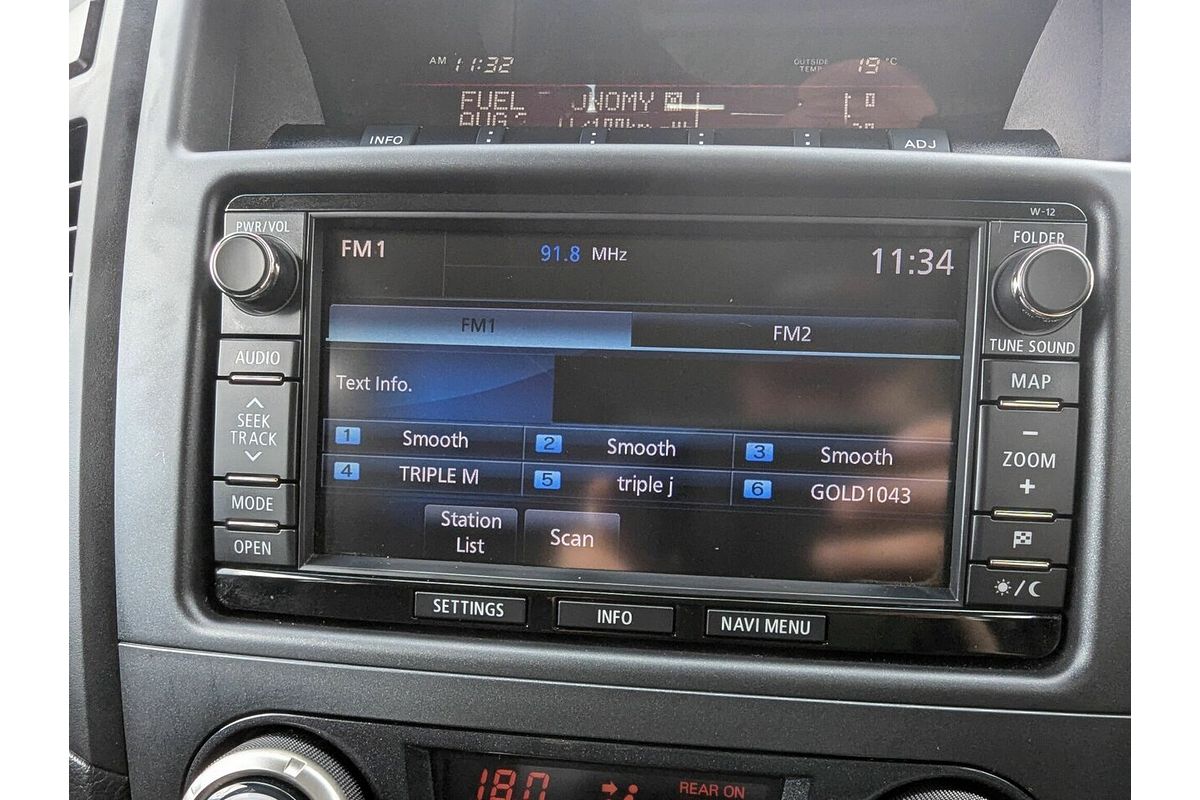 AM 11:32 OUTSIDE TEMP 19 °C
FUEL
INFO ADJ
W-12
PWR/VOL
FOLDER
FM1 91.8 MHz 11:34
FM1 FM2
TUNE SOUND
AUDIO
Text Info.
MAP
SEEK
TRACK
1 Smooth 2 Smooth 3 Smooth
4 TRIPLE M 5 triple j 6 GOLD1043
− ZOOM +
MODE
Station List
Scan
OPEN
SETTINGS INFO NAVI MENU
180 REAR ON